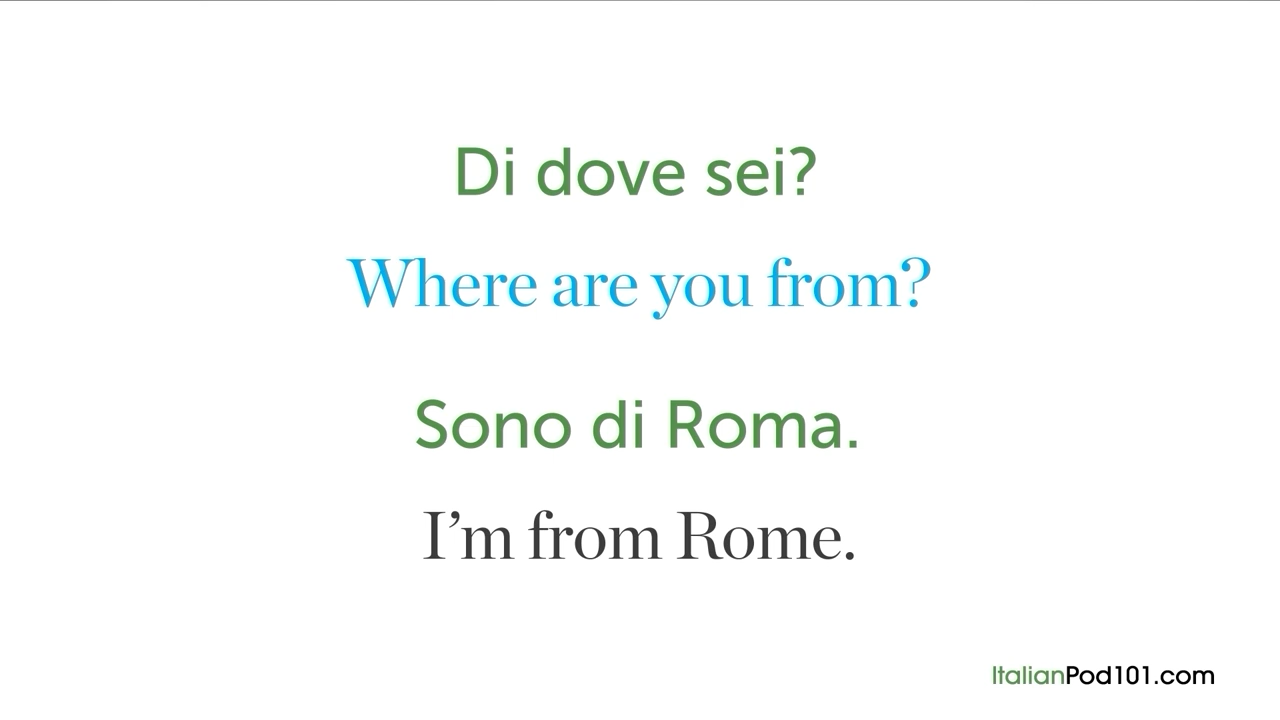 Di dove sei?
Where are you from?
Sono di Roma.
I'm from Rome.
ItalianPod101.com